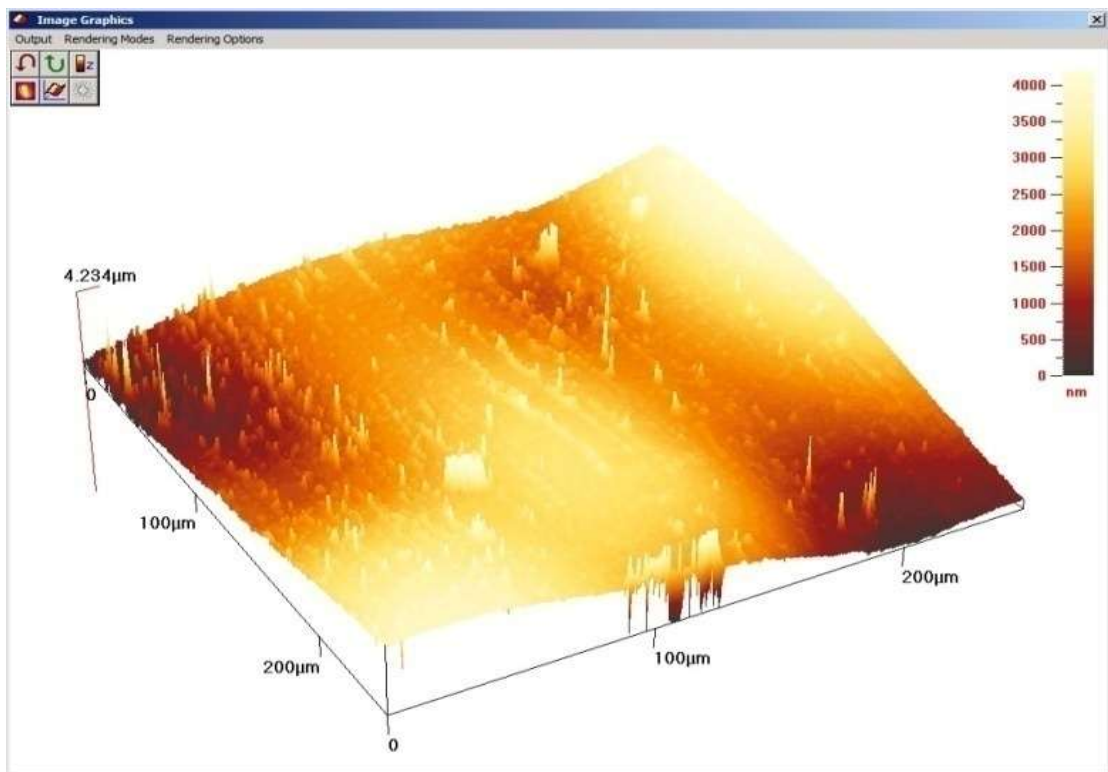 Image Graphics
Output Rendering Modes Rendering Options
z
4000
3500
3000
2500
2000
1500
1000
500
0
nm
4.234µm
0
100µm
200µm
0
100µm
200µm